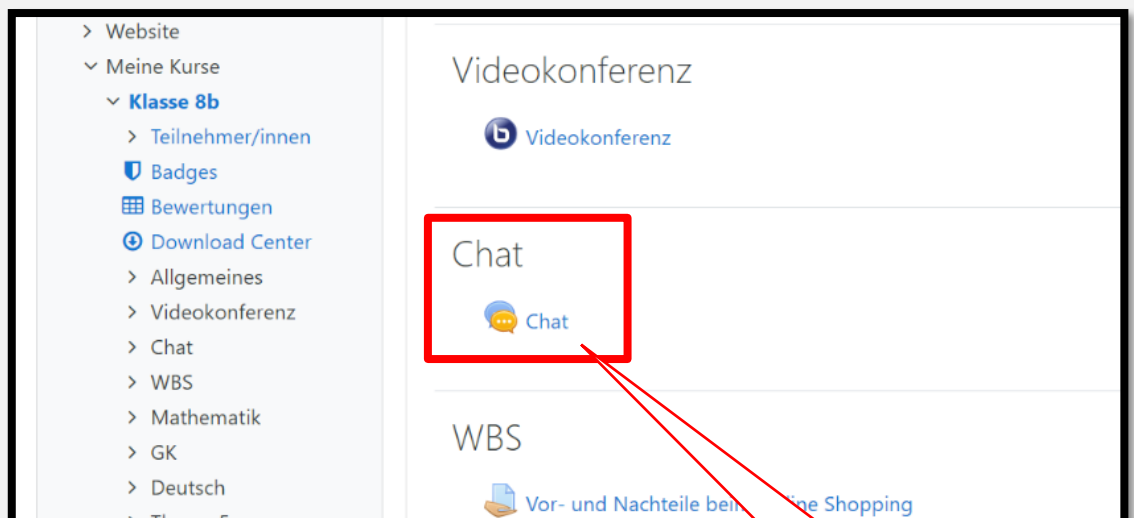 Website
Meine Kurse
Klasse 8b
Teilnehmer/innen
Badges
Bewertungen
Download Center
Allgemeines
Videokonferenz
Chat
WBS
Mathematik
GK
Deutsch
Videokonferenz
Videokonferenz
Chat
Chat
WBS
Vor- und Nachteile Shopping